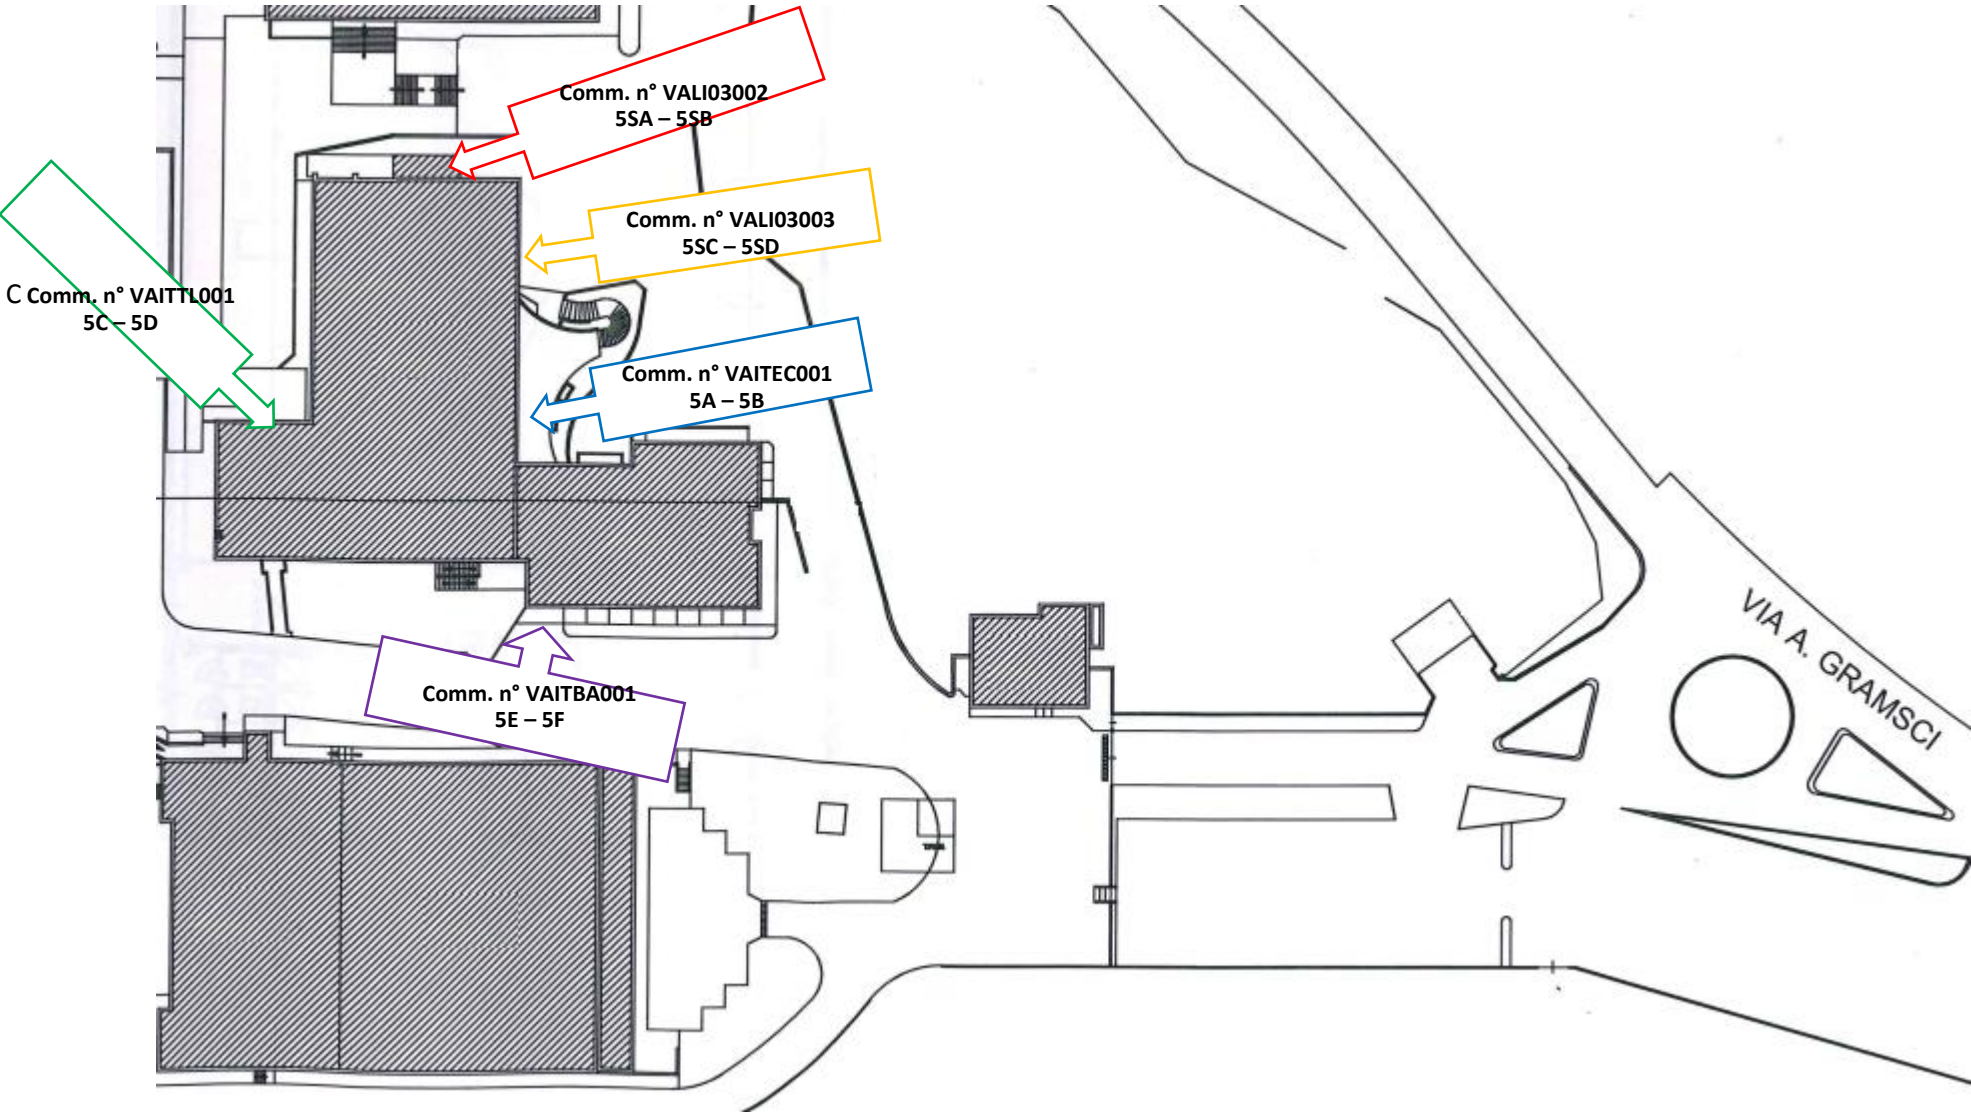 Comm. n° VALI03002
5SA – 5SB
Comm. n° VALI03003
5SC – 5SD
C Comm. n° VAITTL001
5C – 5D
Comm. n° VAITEC001
5A – 5B
VIA A. GRAMSCI
Comm. n° VAITBA001
5E – 5F